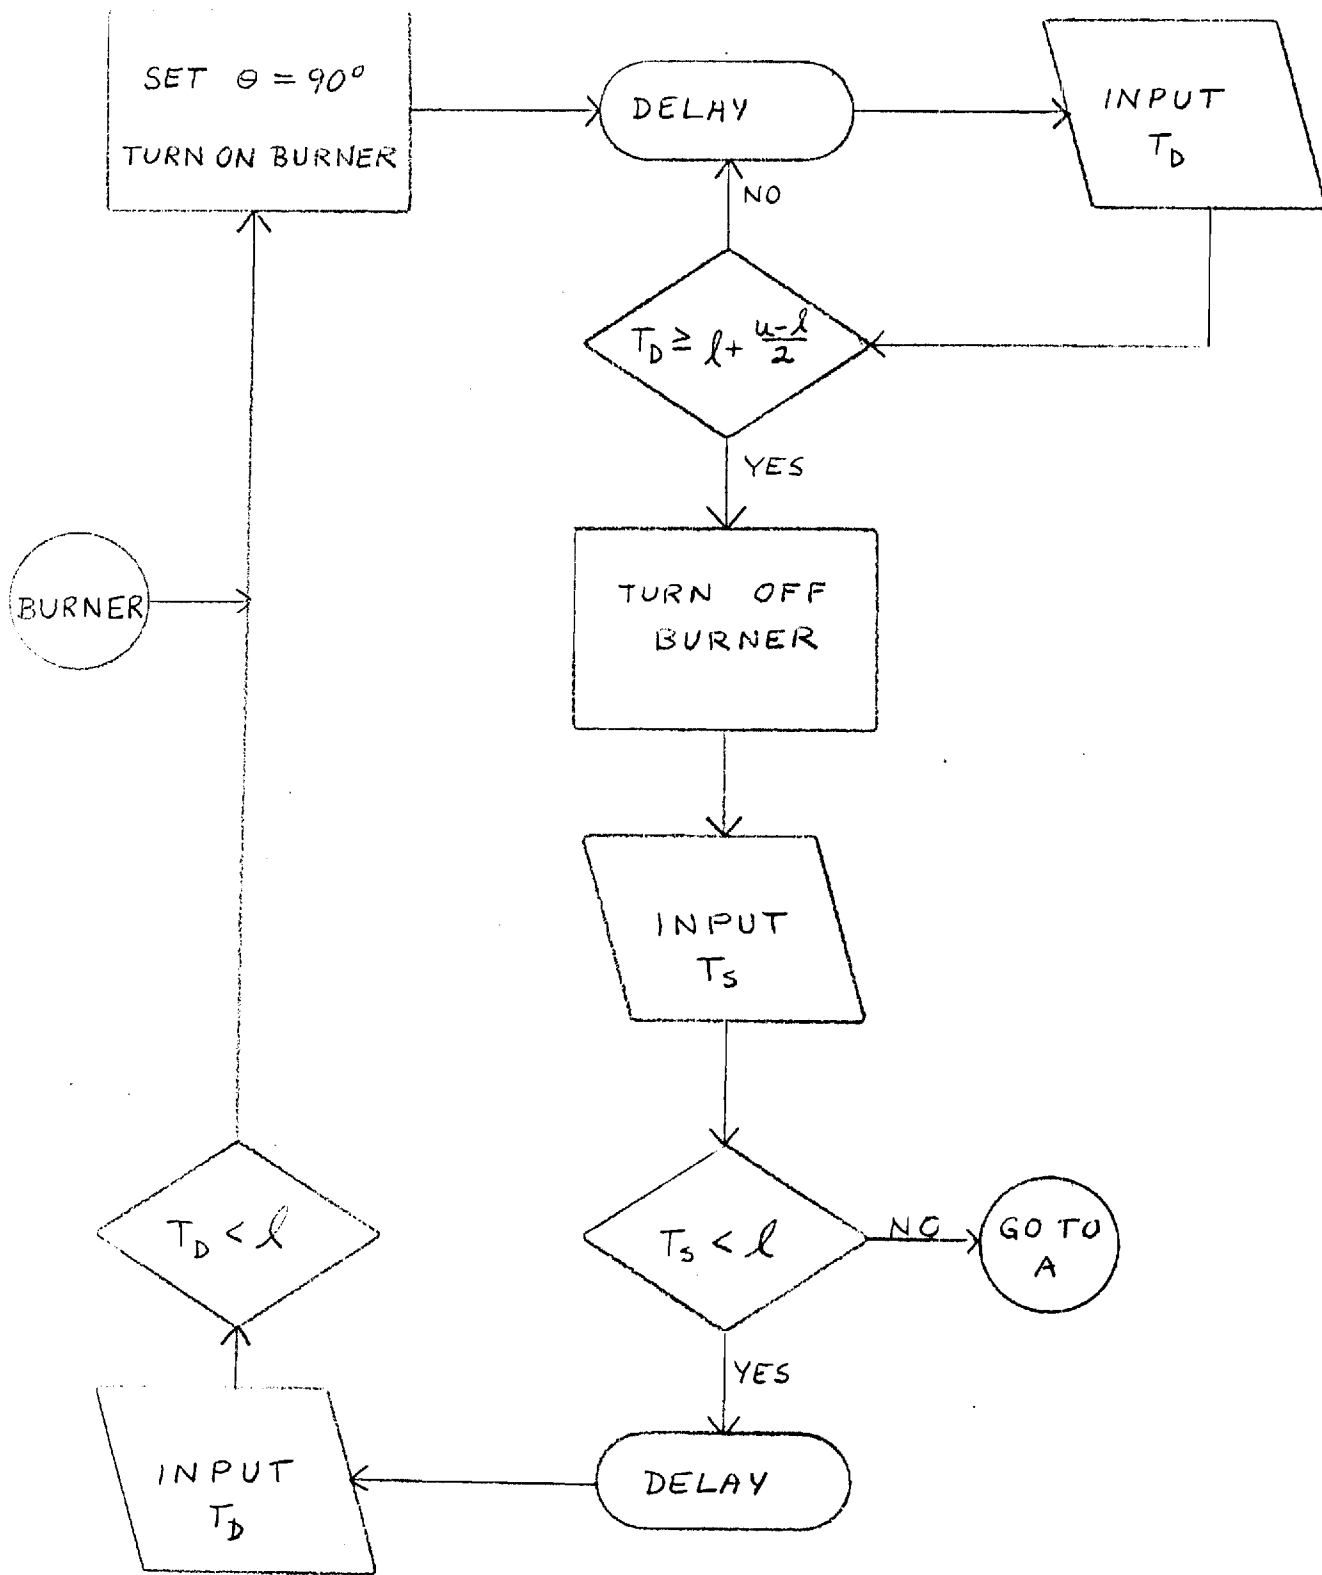 SET θ = 90°
TURN ON BURNER
DELAY
INPUT
T_D
NO
T_D ≧ l + (u-l)/2
YES
TURN OFF
BURNER
BURNER
INPUT
T_S
T_S < l
NO
GO TO
A
YES
DELAY
INPUT
T_D
T_D < l